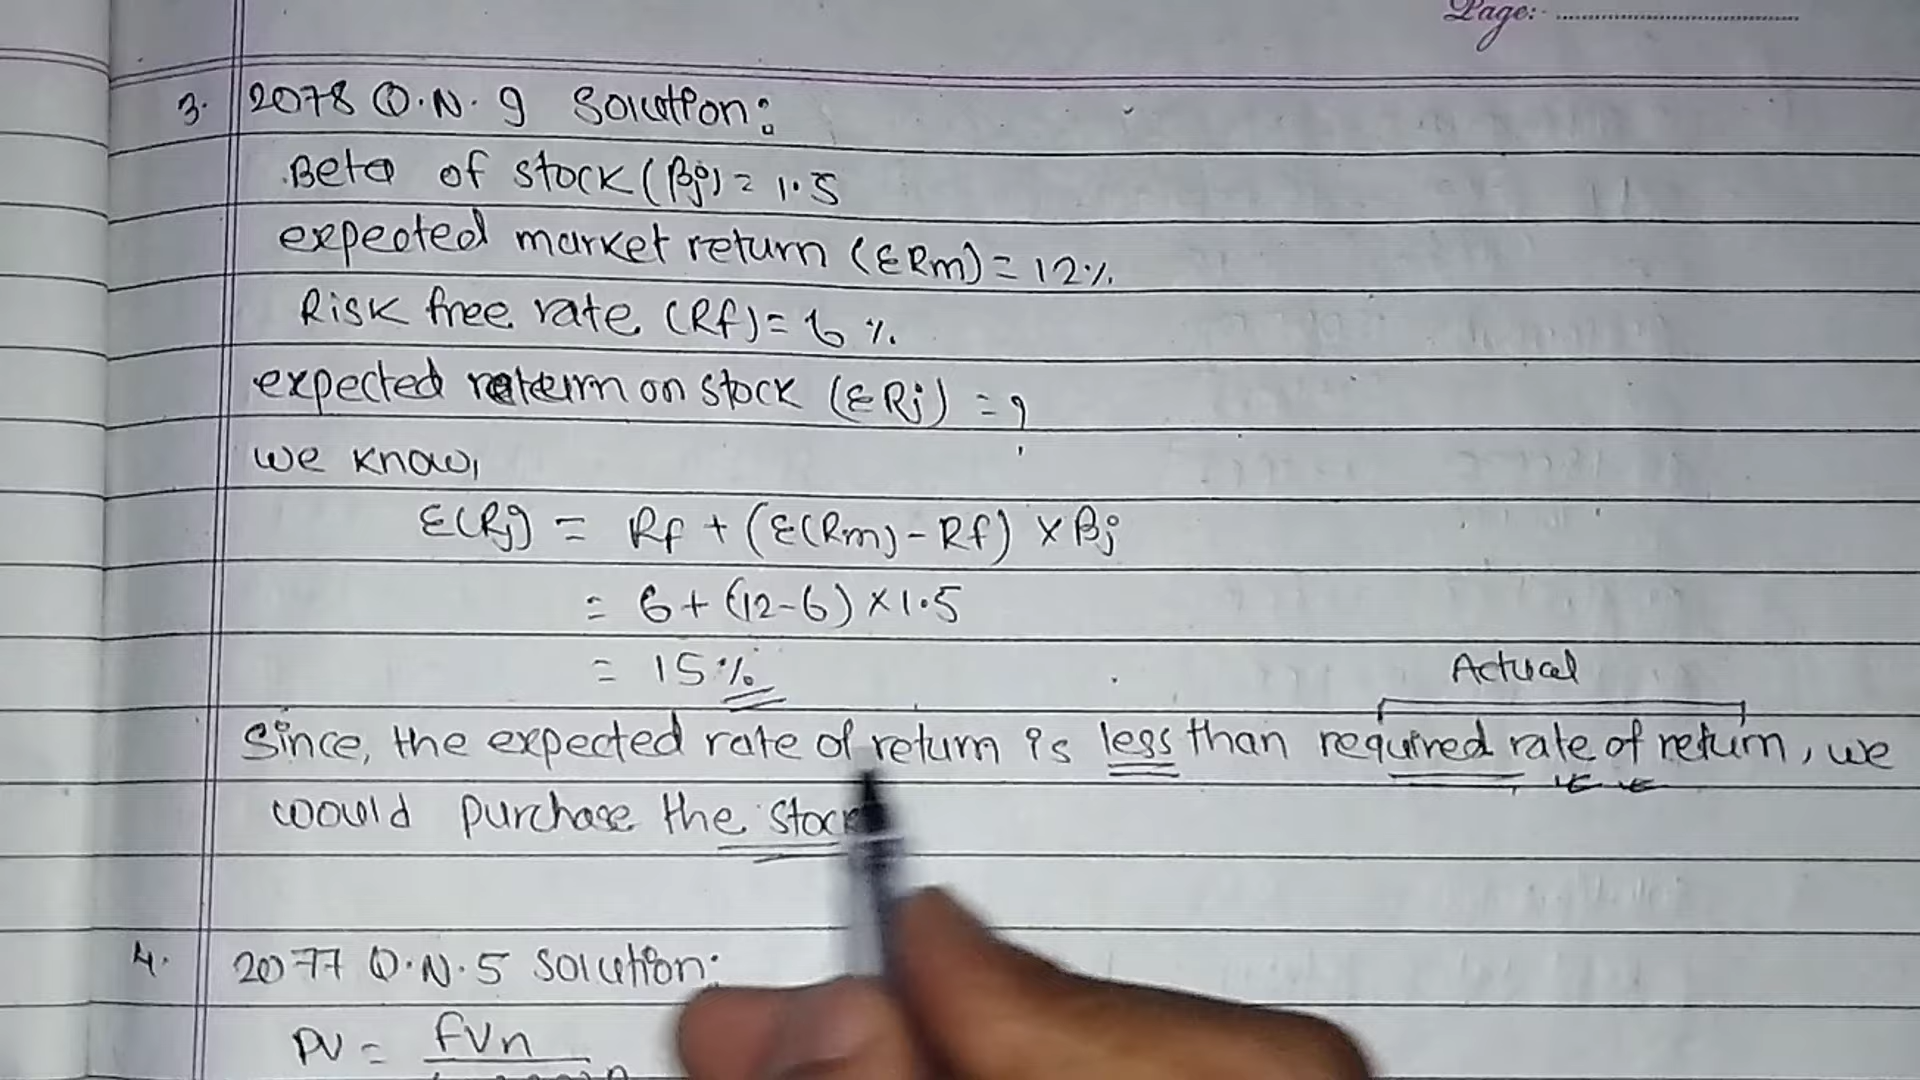 Page:
3. 2078 Q.N. 9 Solution:
Beta of stock (βj) = 1.5
expected market return (ERm) = 12%
Risk free rate (Rf) = 6%
expected return on stock (ERj) = ?
we know,
E(Rj) = Rf + (E(Rm) - Rf) × βj
= 6 + (12-6) × 1.5
= 15%
Actual
Since, the expected rate of return is less than required rate of return, we
would purchase the stock
4. 2077 Q.N. 5 Solution:
PV = FVn